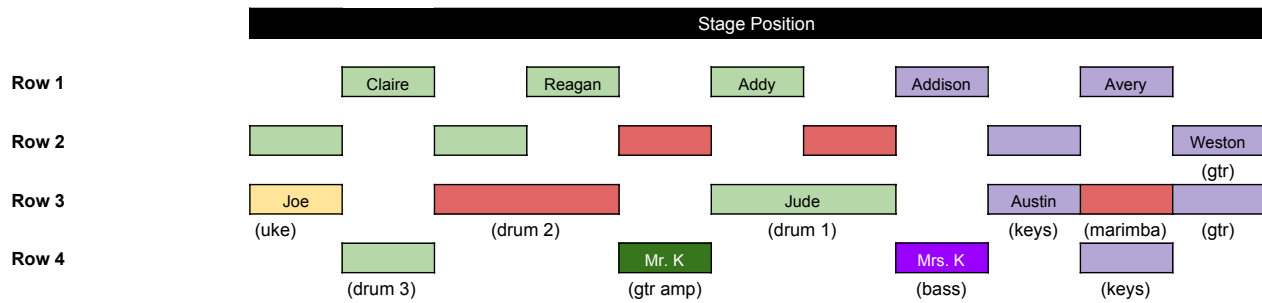 Stage Position
Row 1 Claire Reagan Addy Addison Avery
Row 2 Weston
(gtr)
Row 3 Joe Jude Austin
(uke) (drum 2) (drum 1) (keys) (marimba) (gtr)
Row 4 Mr. K Mrs. K
(drum 3) (gtr amp) (bass) (keys)